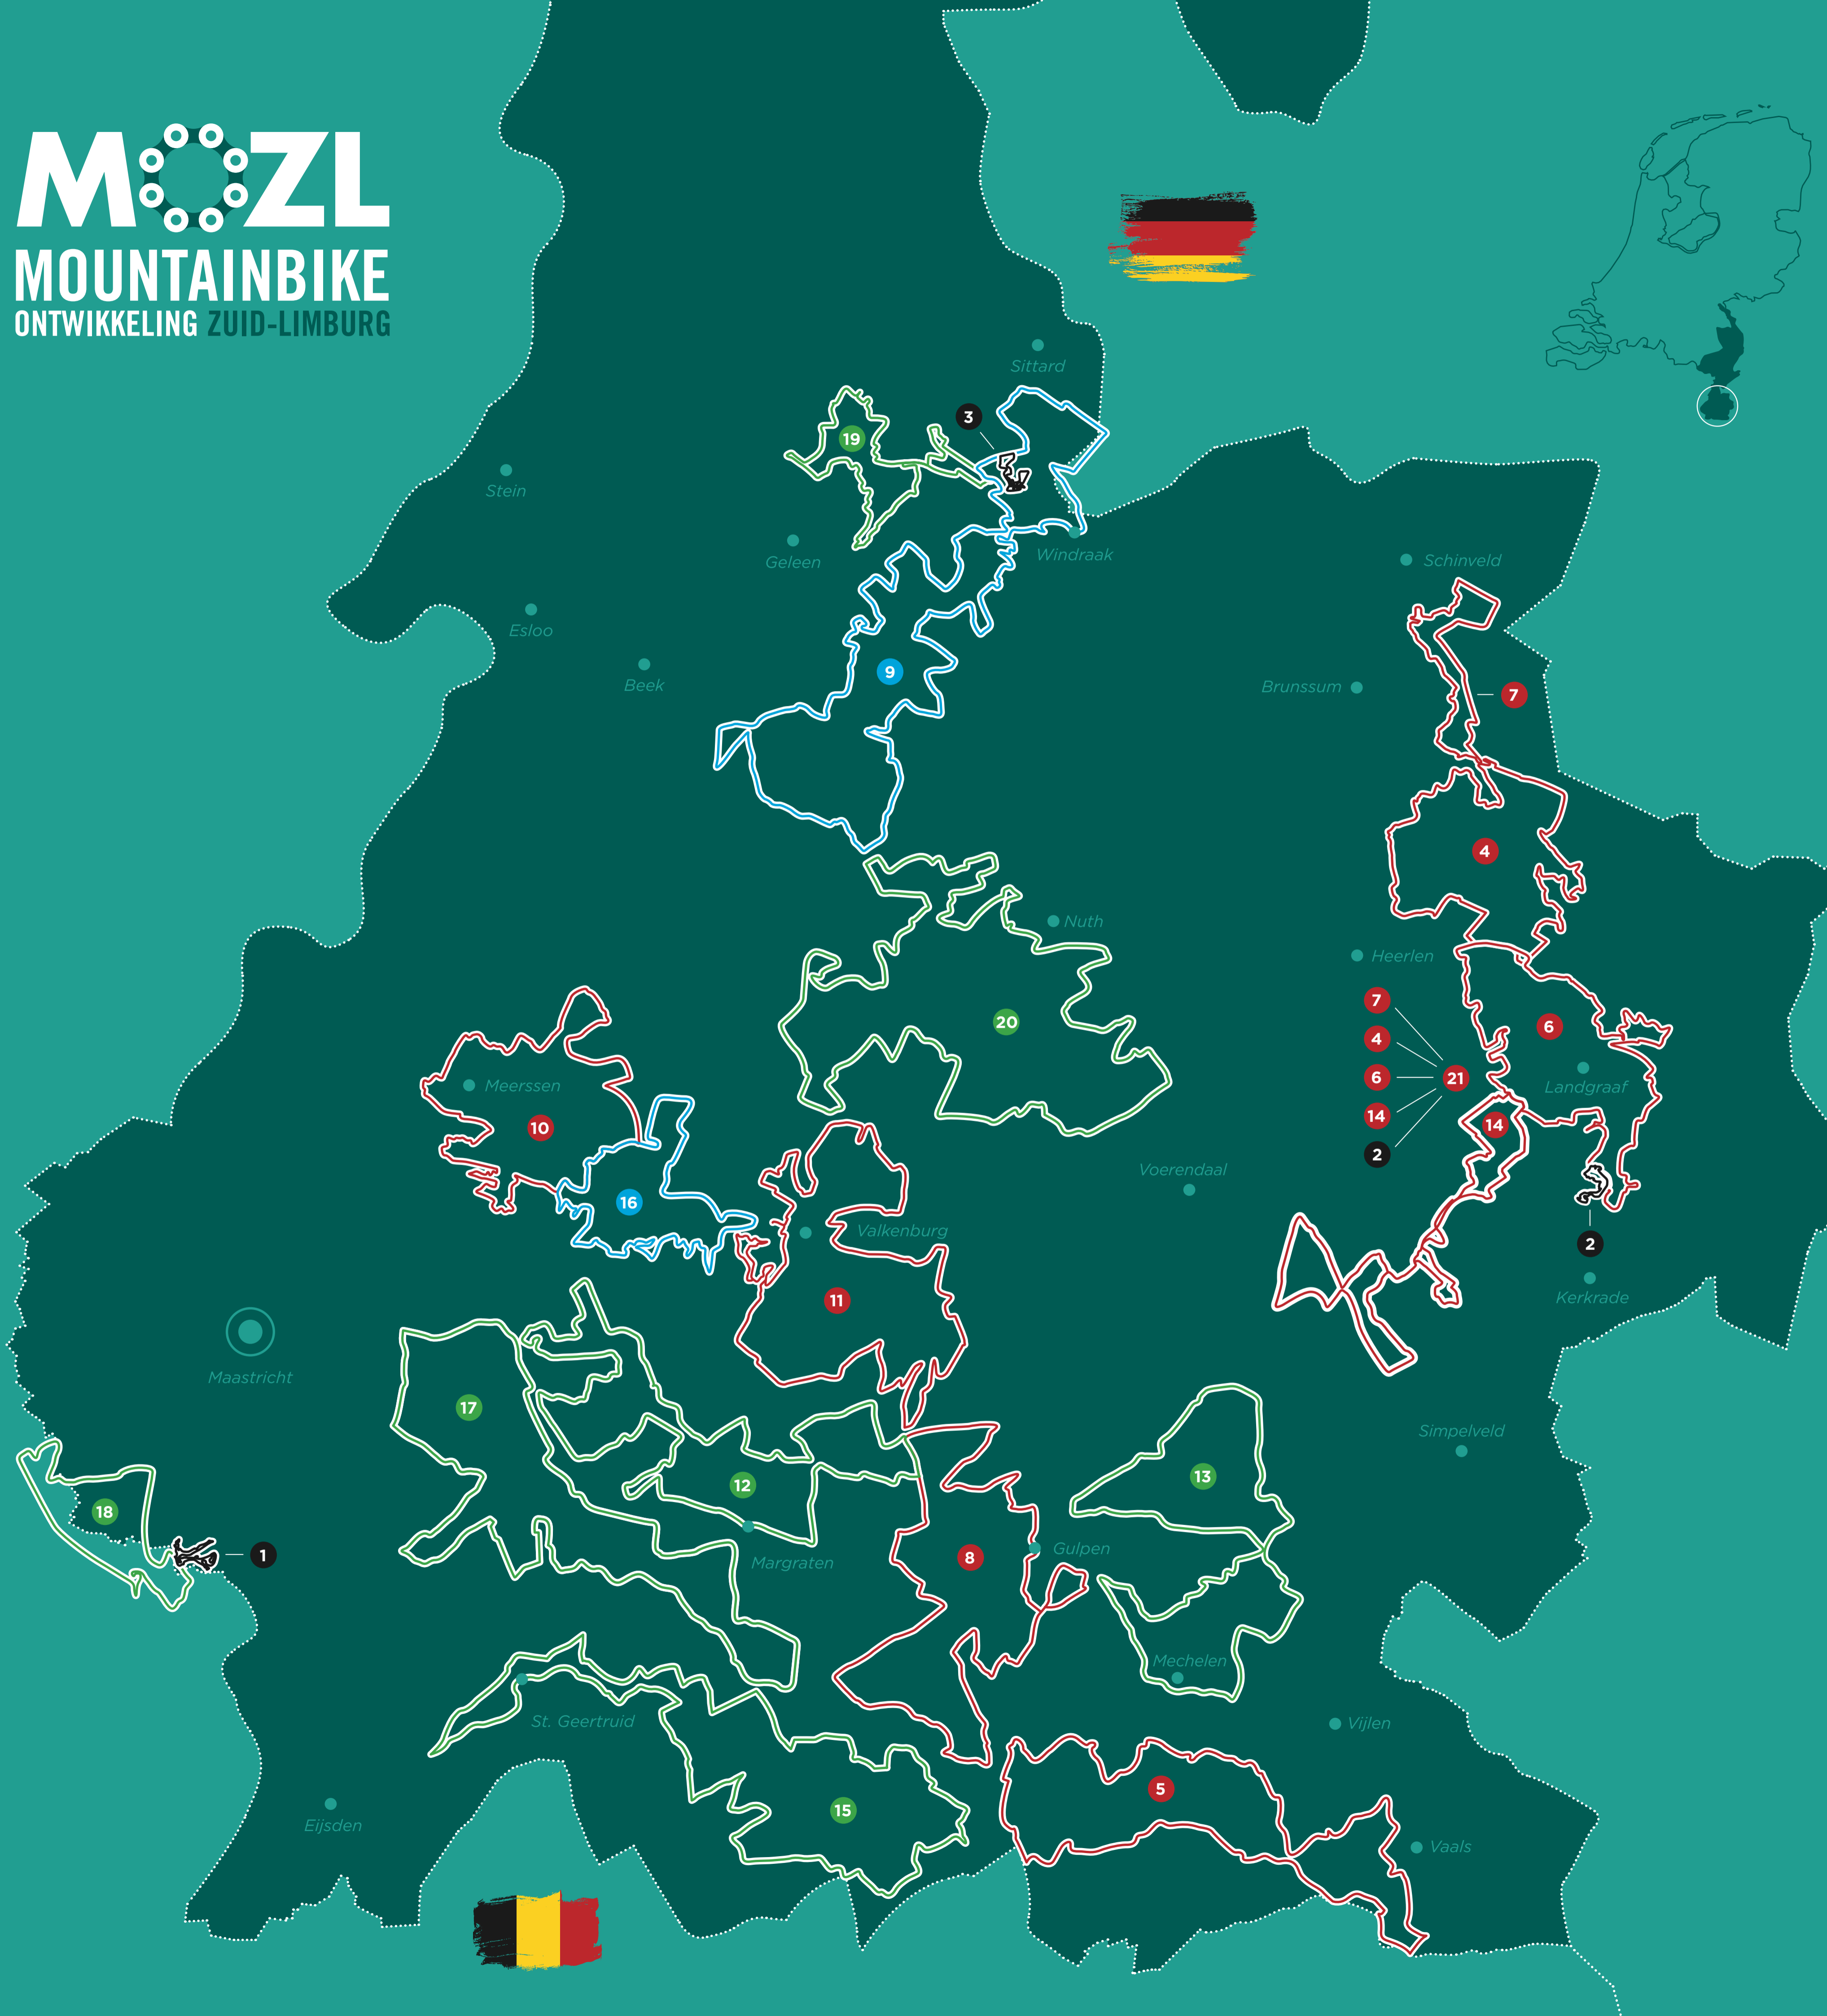 MOZL
MOUNTAINBIKE
ONTWIKKELING ZUID-LIMBURG
Sittard
3
19
Stein
Geleen
Windraak
Schinveld
Esloo
Beek
9
Brunssum
7
4
Nuth
Heerlen
7
20
6
4
Meerssen
6
21
Landgraaf
10
14
14
2
Voerendaal
16
Valkenburg
2
11
Kerkrade
Maastricht
17
Simpelveld
13
12
18
1
Margraten
8
Gulpen
Mechelen
St. Geertruid
Vijlen
5
15
Eijsden
Vaals